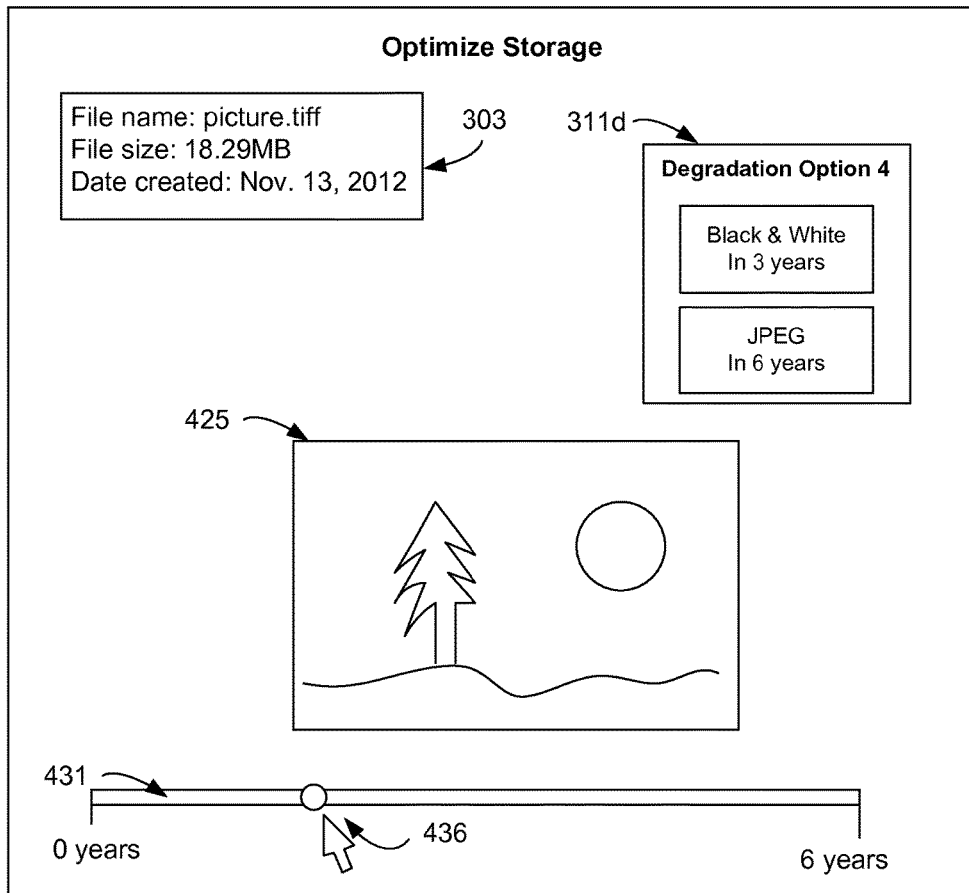 Optimize Storage
File name: picture.tiff
File size: 18.29MB
Date created: Nov. 13, 2012
303
311d
Degradation Option 4
Black & White
In 3 years
JPEG
In 6 years
425
431
436
0 years
6 years